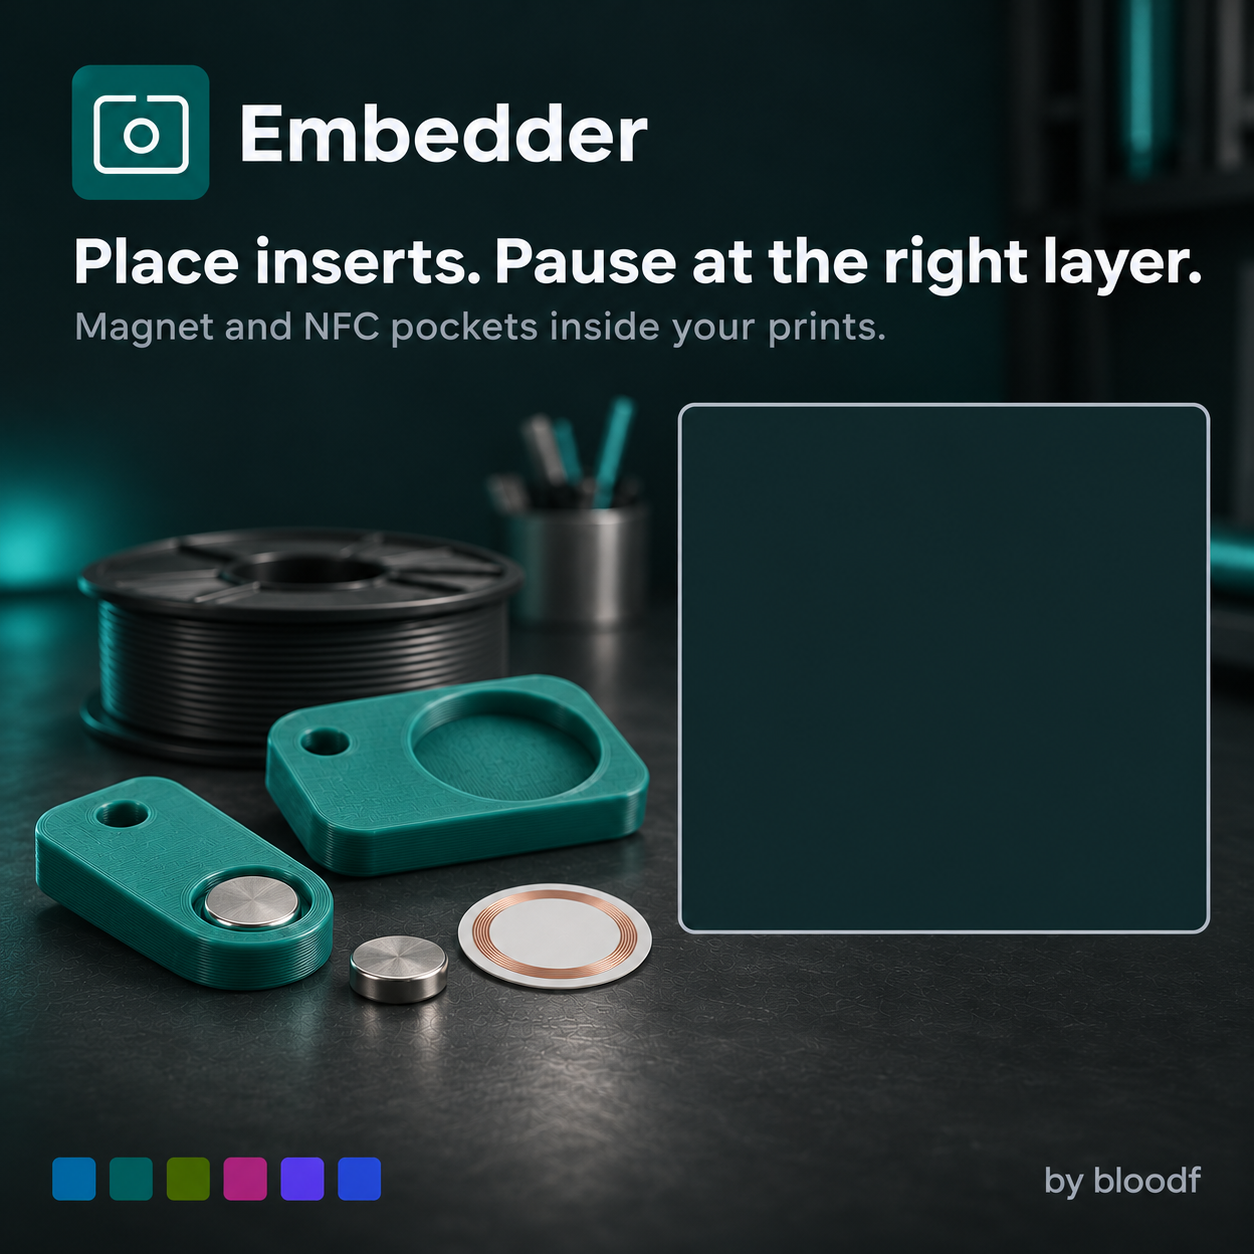 Embedder
Place inserts. Pause at the right layer.
Magnet and NFC pockets inside your prints.
by bloodf